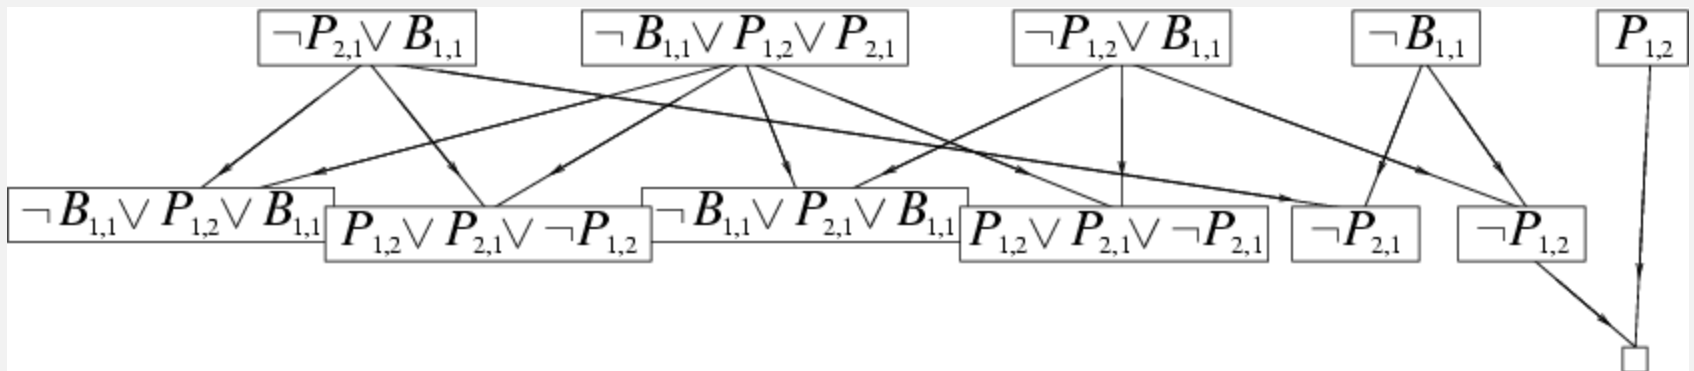 ¬P₂,₁ ∨ B₁,₁
¬B₁,₁ ∨ P₁,₂ ∨ P₂,₁
¬P₁,₂ ∨ B₁,₁
¬B₁,₁
P₁,₂
¬B₁,₁ ∨ P₁,₂ ∨ B₁,₁
P₁,₂ ∨ P₂,₁ ∨ ¬P₁,₂
¬B₁,₁ ∨ P₂,₁ ∨ B₁,₁
P₁,₂ ∨ P₂,₁ ∨ ¬P₂,₁
¬P₂,₁
¬P₁,₂